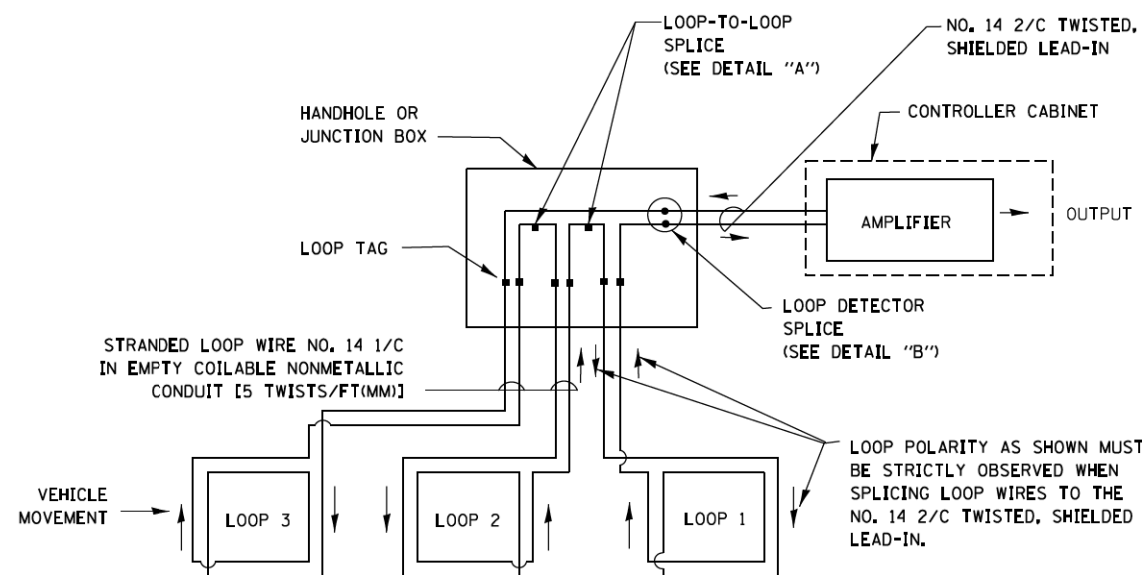 LOOP-TO-LOOP
SPLICE
(SEE DETAIL "A")
NO. 14 2/C TWISTED,
SHIELDED LEAD-IN
HANDHOLE OR
JUNCTION BOX
CONTROLLER CABINET
AMPLIFIER
OUTPUT
LOOP TAG
LOOP DETECTOR
SPLICE
(SEE DETAIL "B")
STRANDED LOOP WIRE NO. 14 1/C
IN EMPTY COILABLE NONMETALLIC
CONDUIT [5 TWISTS/FT(MM)]
LOOP POLARITY AS SHOWN MUST
BE STRICTLY OBSERVED WHEN
SPLICING LOOP WIRES TO THE
NO. 14 2/C TWISTED, SHIELDED
LEAD-IN.
VEHICLE
MOVEMENT
LOOP 3
LOOP 2
LOOP 1